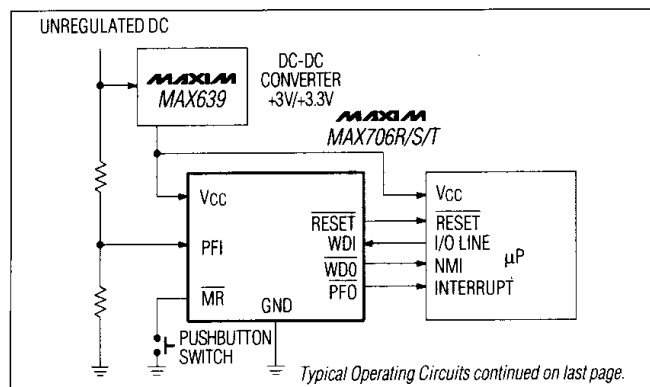 UNREGULATED DC
MAXIM
MAX639
DC-DC
CONVERTER
+3V/+3.3V
MAXIM
MAX706R/S/T
VCC
PFI
MR
GND
RESET
WDI
WDO
PFO
VCC
RESET
I/O LINE
NMI
INTERRUPT
µP
PUSHBUTTON
SWITCH
Typical Operating Circuits continued on last page.